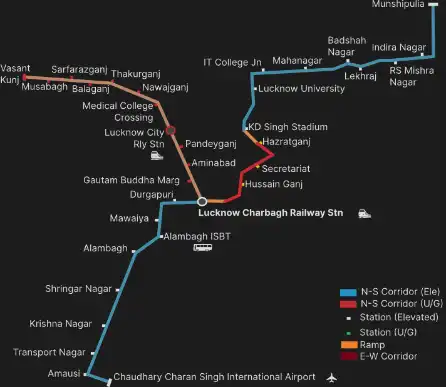 Munshipulia
Badshah
Nagar
Indira Nagar
IT College Jn
Mahanagar
Lekhraj
RS Mishra
Nagar
Vasant
Kunj
Sarfarazganj
Thakurganj
Musabagh
Balaganj
Nawajganj
Lucknow University
Medical College
Crossing
KD Singh Stadium
Lucknow City
Rly Stn
Hazratganj
Pandeyganj
Aminabad
Secretariat
Gautam Buddha Marg
Hussain Ganj
Durgapuri
Lucknow Charbagh Railway Stn
Mawaiya
Alambagh ISBT
Alambagh
Shringar Nagar
N-S Corridor (Ele)
N-S Corridor (U/G)
Station (Elevated)
Station (U/G)
Ramp
E-W Corridor
Krishna Nagar
Transport Nagar
Amausi
Chaudhary Charan Singh International Airport